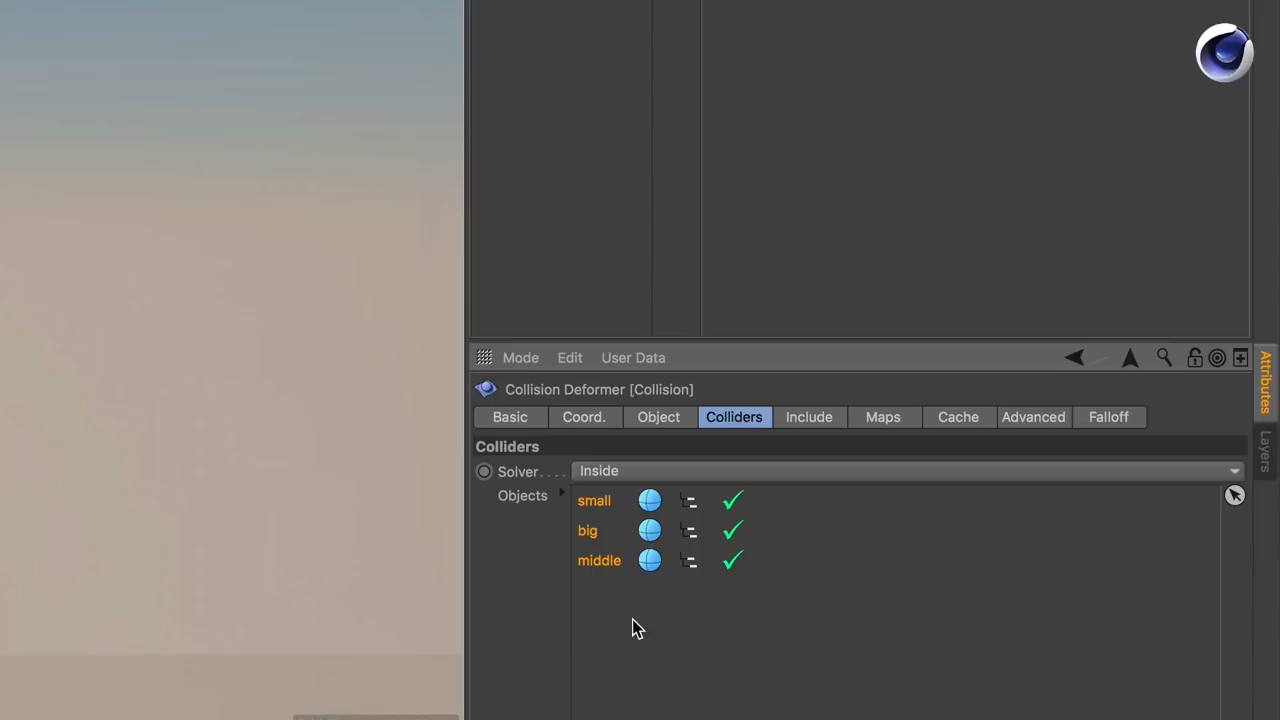 Mode Edit User Data
Collision Deformer [Collision]
Basic Coord. Object Colliders Include Maps Cache Advanced Falloff
Colliders
Solver.... Inside
Objects small
big
middle
Attributes
Layers